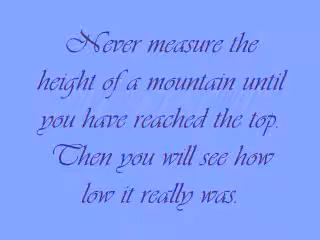 Never measure the
height of a mountain until
you have reached the top.
Then you will see how
low it really was.